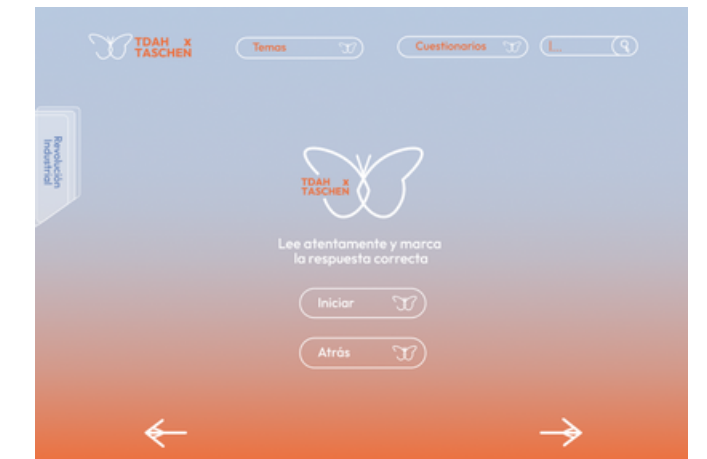 TDAH x
TASCHEN
Temas
Cuestionarios
I...
Revolución
Industrial
TDAH x
TASCHEN
Lee atentamente y marca
la respuesta correcta
Iniciar
Atrás